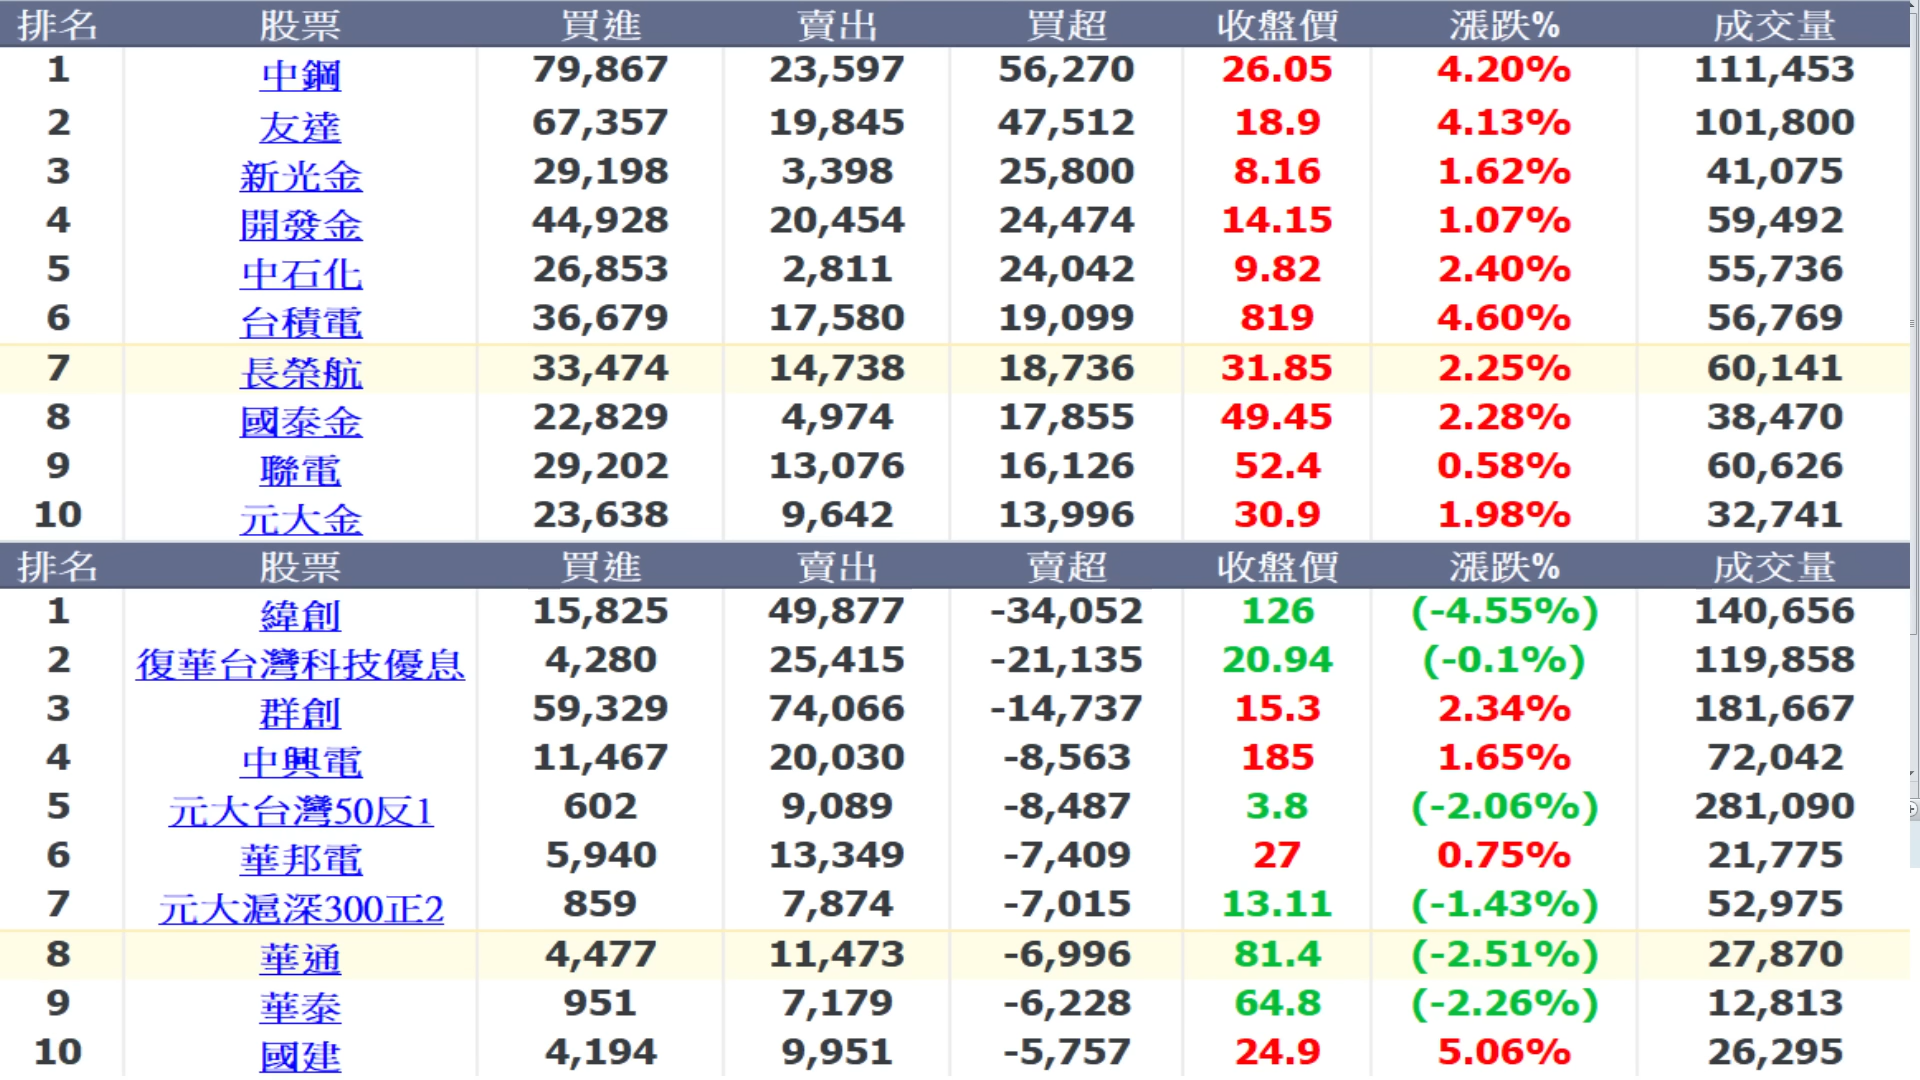 排名 股票 買進 賣出 買超 收盤價 漲跌% 成交量
1 中鋼 79,867 23,597 56,270 26.05 4.20% 111,453
2 友達 67,357 19,845 47,512 18.9 4.13% 101,800
3 新光金 29,198 3,398 25,800 8.16 1.62% 41,075
4 開發金 44,928 20,454 24,474 14.15 1.07% 59,492
5 中石化 26,853 2,811 24,042 9.82 2.40% 55,736
6 台積電 36,679 17,580 19,099 819 4.60% 56,769
7 長榮航 33,474 14,738 18,736 31.85 2.25% 60,141
8 國泰金 22,829 4,974 17,855 49.45 2.28% 38,470
9 聯電 29,202 13,076 16,126 52.4 0.58% 60,626
10 元大金 23,638 9,642 13,996 30.9 1.98% 32,741
排名 股票 買進 賣出 賣超 收盤價 漲跌% 成交量
1 緯創 15,825 49,877 -34,052 126 (-4.55%) 140,656
2 復華台灣科技優息 4,280 25,415 -21,135 20.94 (-0.1%) 119,858
3 群創 59,329 74,066 -14,737 15.3 2.34% 181,667
4 中興電 11,467 20,030 -8,563 185 1.65% 72,042
5 元大台灣50反1 602 9,089 -8,487 3.8 (-2.06%) 281,090
6 華邦電 5,940 13,349 -7,409 27 0.75% 21,775
7 元大滬深300正2 859 7,874 -7,015 13.11 (-1.43%) 52,975
8 華通 4,477 11,473 -6,996 81.4 (-2.51%) 27,870
9 華泰 951 7,179 -6,228 64.8 (-2.26%) 12,813
10 國建 4,194 9,951 -5,757 24.9 5.06% 26,295